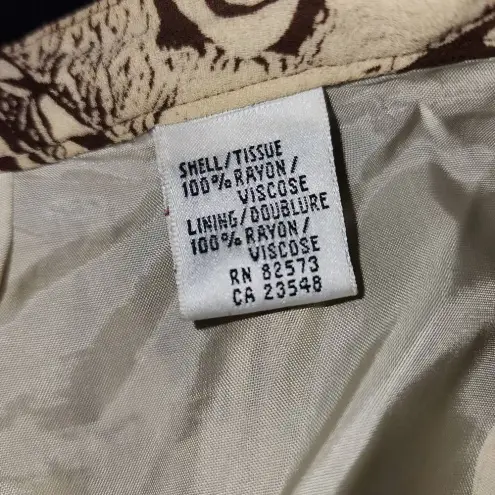 SHELL/TISSUE
100% RAYON/
VISCOSE
LINING/DOUBLURE
100% RAYON/
VISCOSE
RN 82573
CA 23548